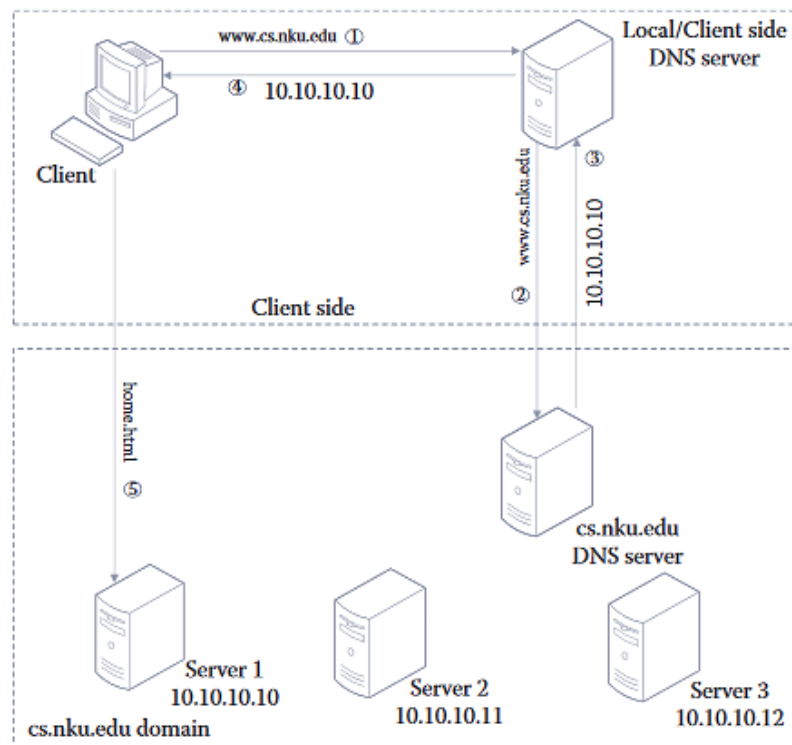 www.cs.nku.edu ①
Local/Client side
DNS server
④ 10.10.10.10
Client
www.cs.nku.edu
②
③
10.10.10.10
Client side
home.html
⑤
cs.nku.edu
DNS server
Server 1
10.10.10.10
Server 2
10.10.10.11
Server 3
10.10.10.12
cs.nku.edu domain